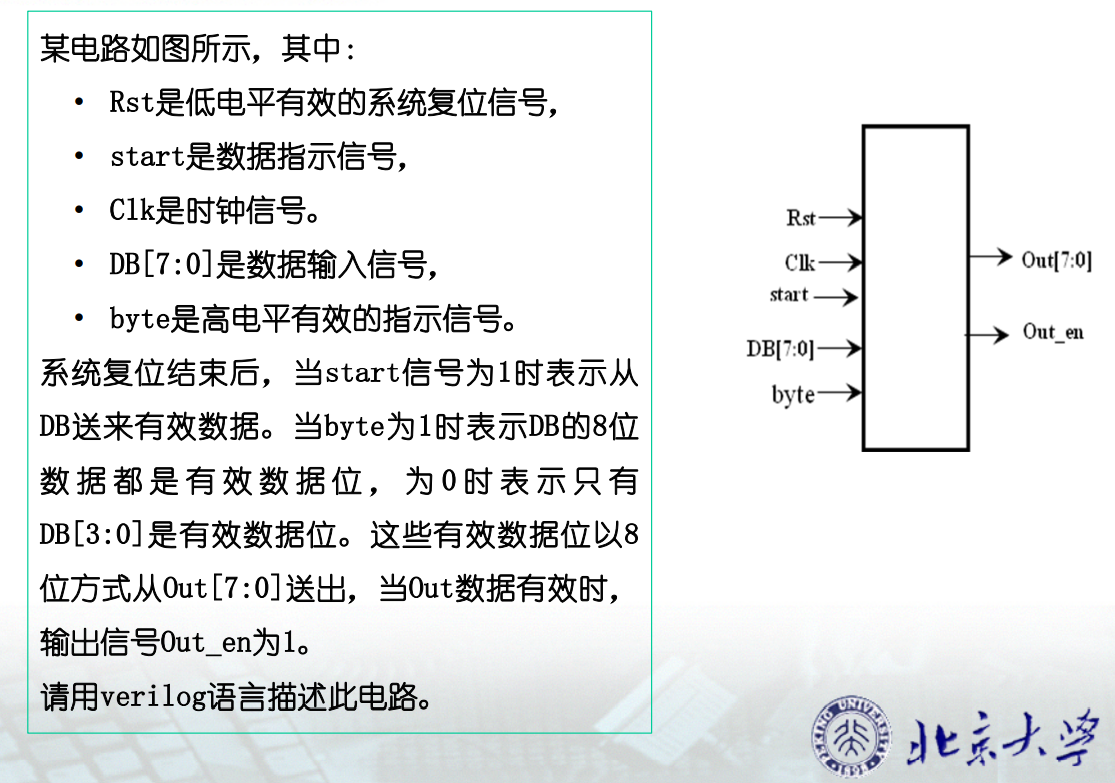 某电路如图所示，其中：
• Rst是低电平有效的系统复位信号，
• start是数据指示信号，
• Clk是时钟信号。
• DB[7:0]是数据输入信号，
• byte是高电平有效的指示信号。
系统复位结束后，当start信号为1时表示从
DB送来有效数据。当byte为1时表示DB的8位
数据都是有效数据位，为0时表示只有
DB[3:0]是有效数据位。这些有效数据位以8
位方式从Out[7:0]送出，当Out数据有效时，
输出信号Out_en为1。
请用verilog语言描述此电路。
Rst
Clk
start
DB[7:0]
byte
Out[7:0]
Out_en
PEKING UNIVERSITY
1898
北京大学